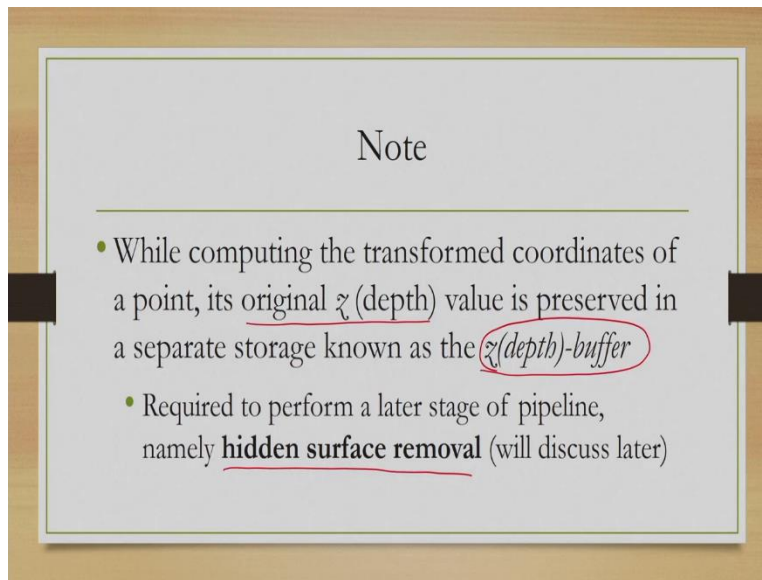 Note
• While computing the transformed coordinates of
a point, its original z (depth) value is preserved in
a separate storage known as the z(depth)-buffer
• Required to perform a later stage of pipeline,
namely hidden surface removal (will discuss later)